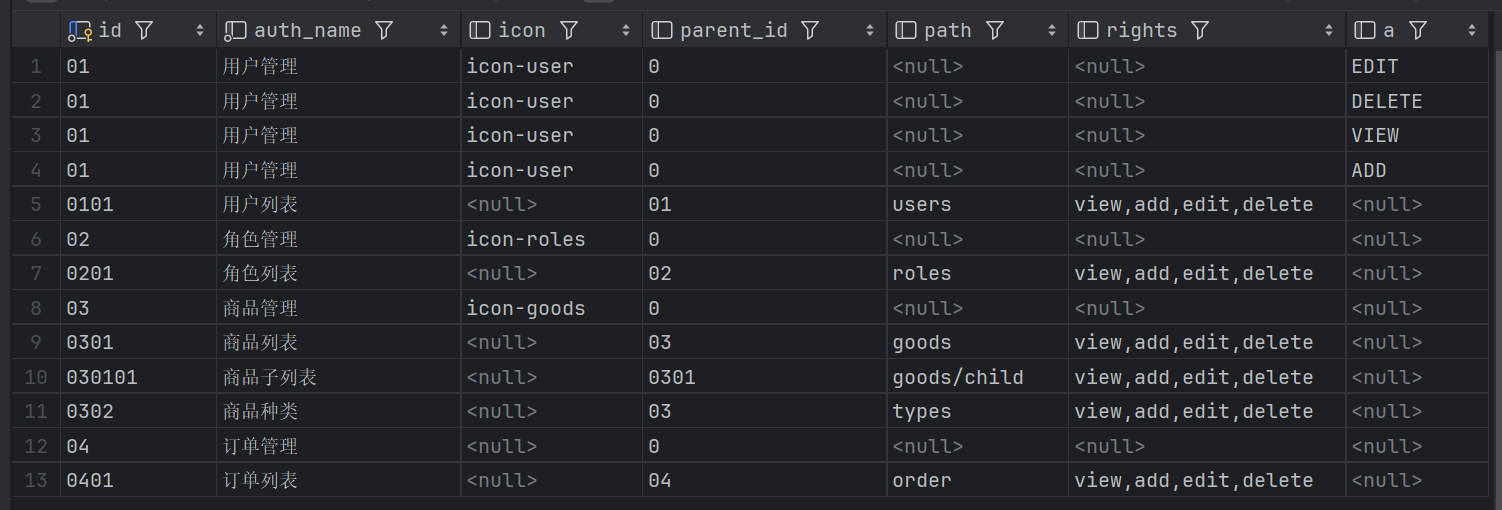 id auth_name icon parent_id path rights a
1 01 用户管理 icon-user 0 <null> <null> EDIT
2 01 用户管理 icon-user 0 <null> <null> DELETE
3 01 用户管理 icon-user 0 <null> <null> VIEW
4 01 用户管理 icon-user 0 <null> <null> ADD
5 0101 用户列表 <null> 01 users view,add,edit,delete <null>
6 02 角色管理 icon-roles 0 <null> <null> <null>
7 0201 角色列表 <null> 02 roles view,add,edit,delete <null>
8 03 商品管理 icon-goods 0 <null> <null> <null>
9 0301 商品列表 <null> 03 goods view,add,edit,delete <null>
10 030101 商品子列表 <null> 0301 goods/child view,add,edit,delete <null>
11 0302 商品种类 <null> 03 types view,add,edit,delete <null>
12 04 订单管理 <null> 0 <null> <null> <null>
13 0401 订单列表 <null> 04 order view,add,edit,delete <null>